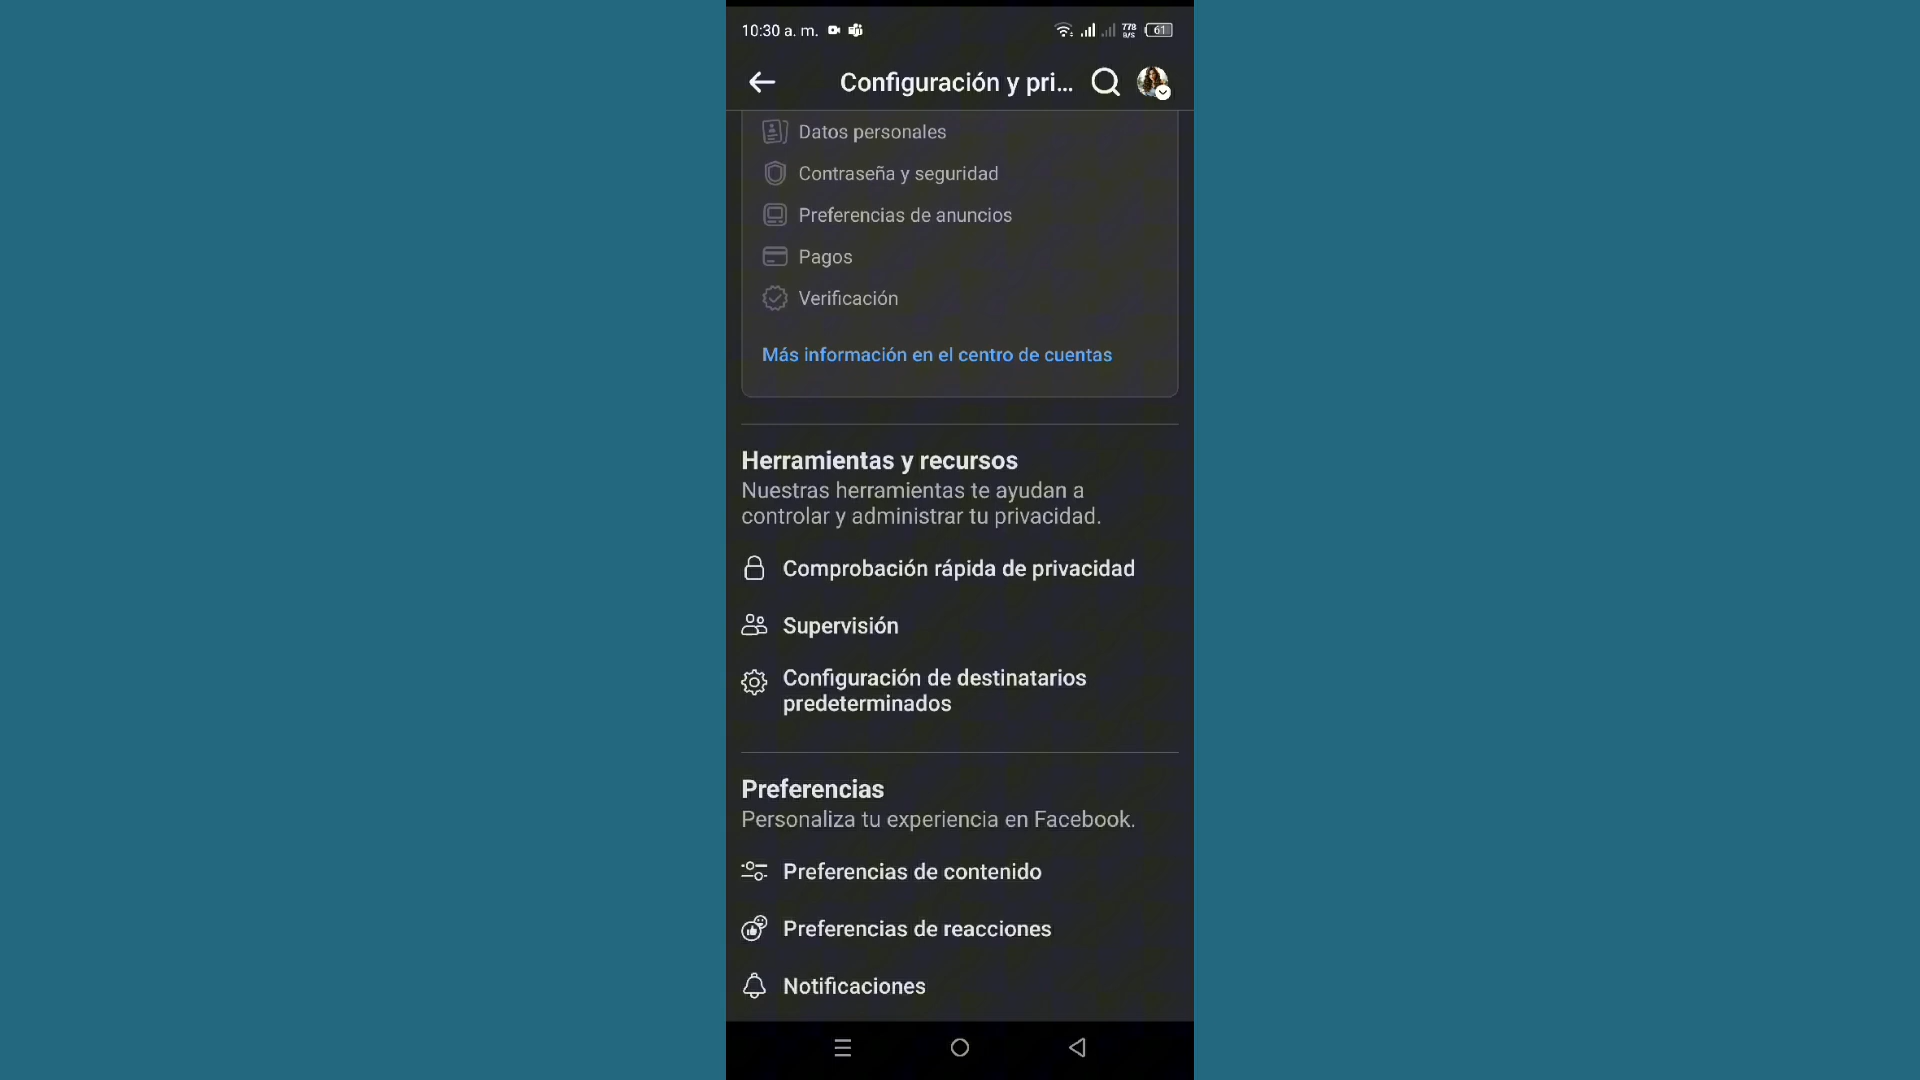 10:30 a. m.
778
B/S
61
Configuración y pri...
Datos personales
Contraseña y seguridad
Preferencias de anuncios
Pagos
Verificación
Más información en el centro de cuentas
Herramientas y recursos
Nuestras herramientas te ayudan a
controlar y administrar tu privacidad.
Comprobación rápida de privacidad
Supervisión
Configuración de destinatarios
predeterminados
Preferencias
Personaliza tu experiencia en Facebook.
Preferencias de contenido
Preferencias de reacciones
Notificaciones